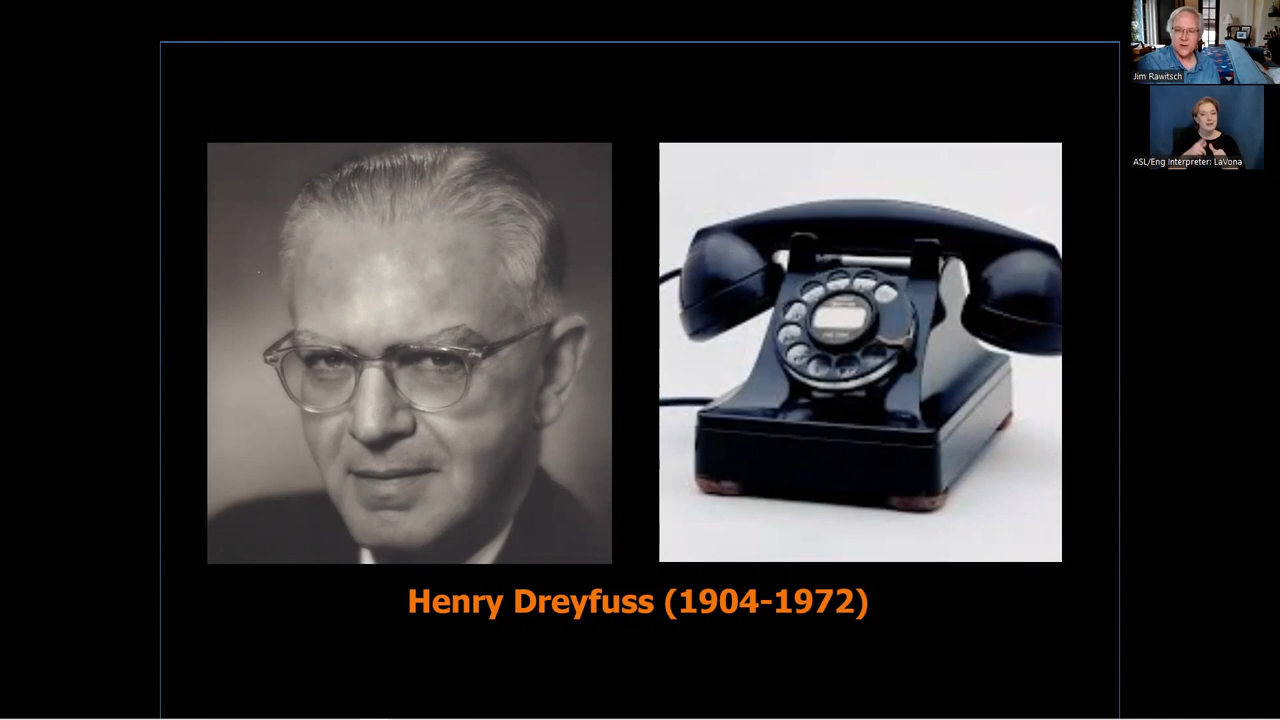 Jim Rawitsch
ASL/Eng Interpreter: LaVona
Henry Dreyfuss (1904-1972)